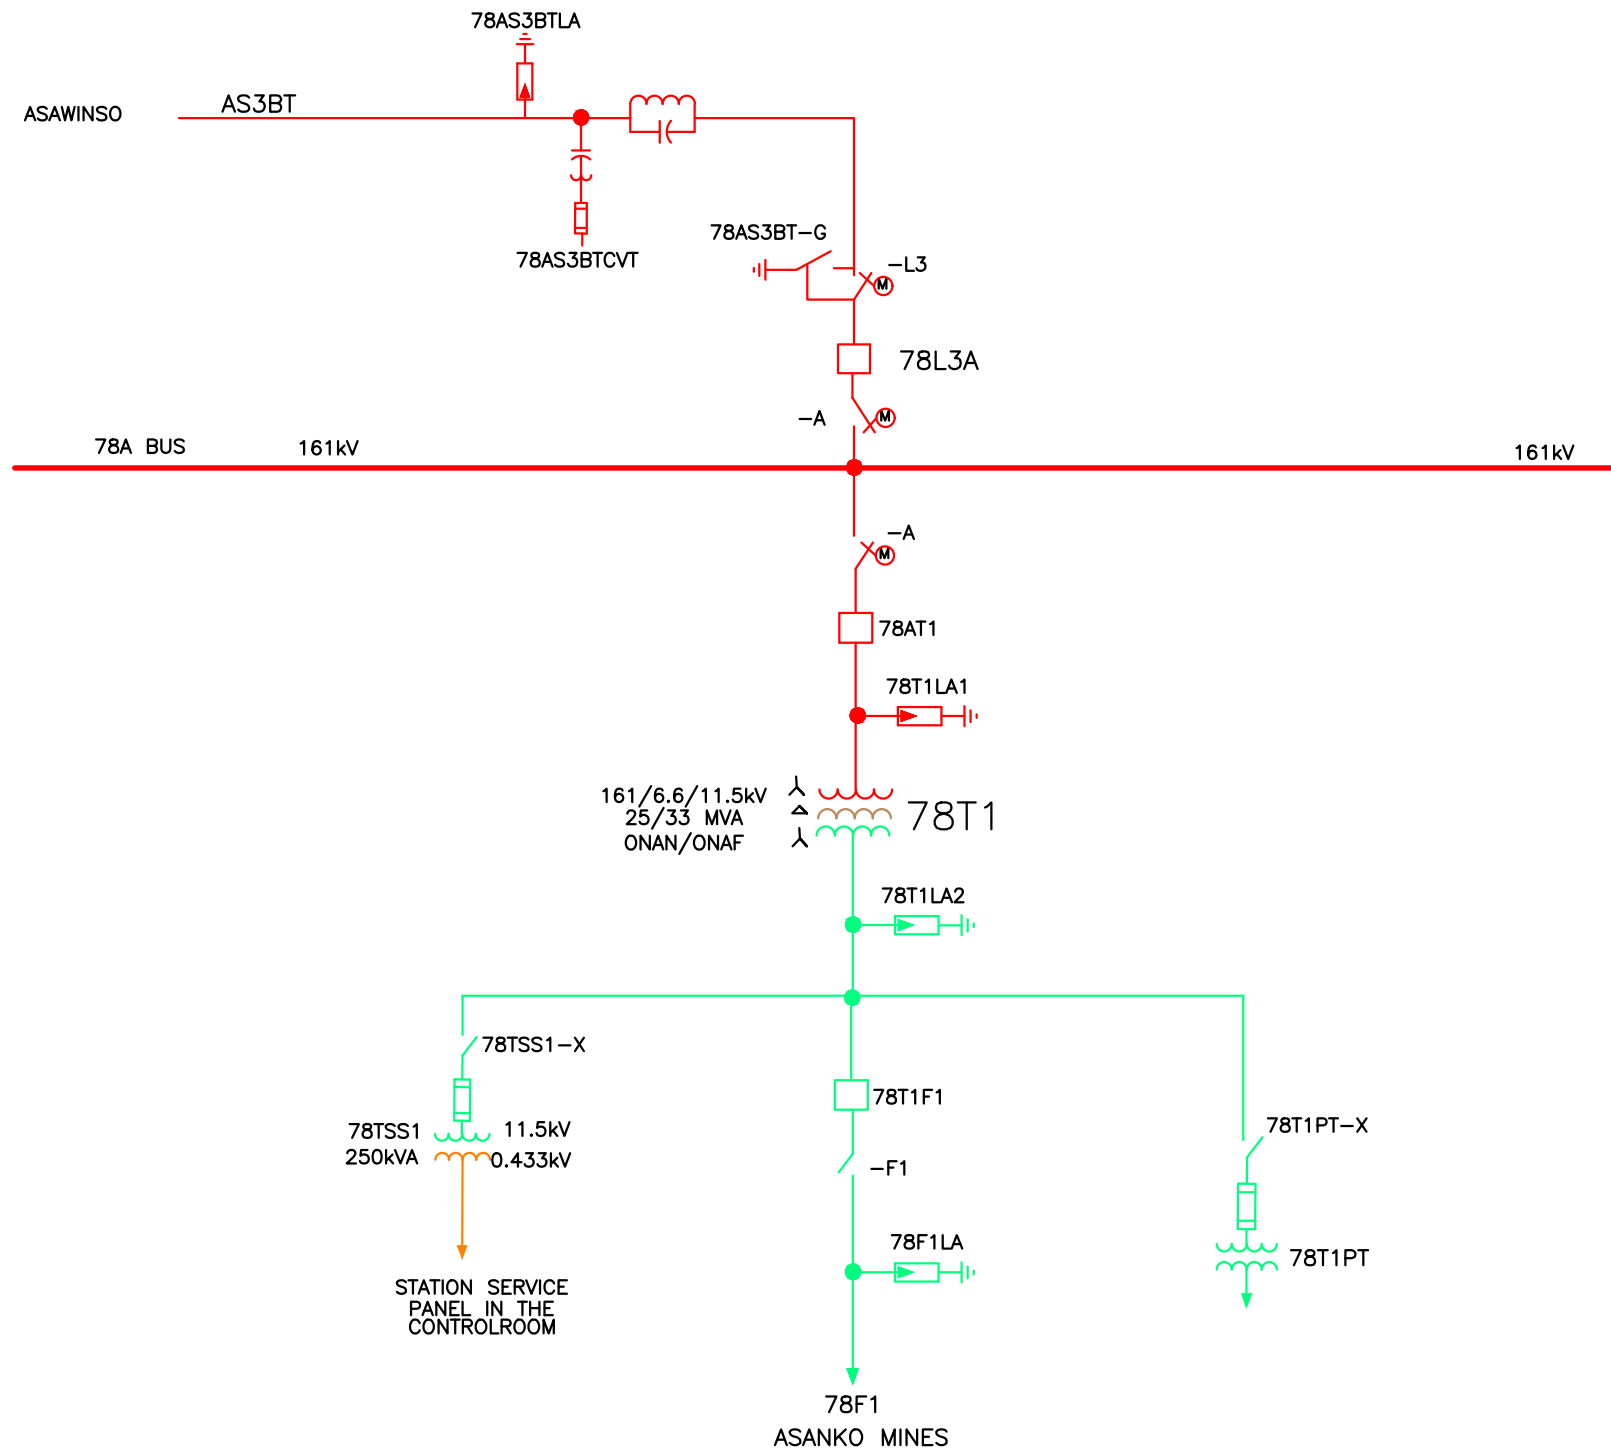 78AS3BTLA
ASAWINSO
AS3BT
78AS3BTCVT
78AS3BT-G
-L3
M
78L3A
-A
M
78A BUS
161kV
161kV
-A
M
78AT1
78T1LA1
161/6.6/11.5kV
25/33 MVA
ONAN/ONAF
78T1
78T1LA2
78TSS1-X
78T1F1
78TSS1
250kVA
11.5kV
0.433kV
78T1PT-X
-F1
78F1LA
78T1PT
STATION SERVICE
PANEL IN THE
CONTROLROOM
78F1
ASANKO MINES